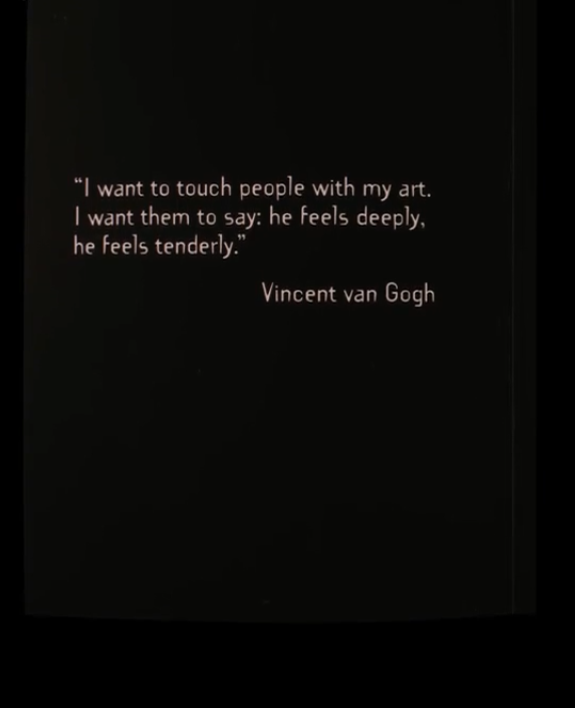 “I want to touch people with my art.
I want them to say: he feels deeply,
he feels tenderly.”
Vincent van Gogh